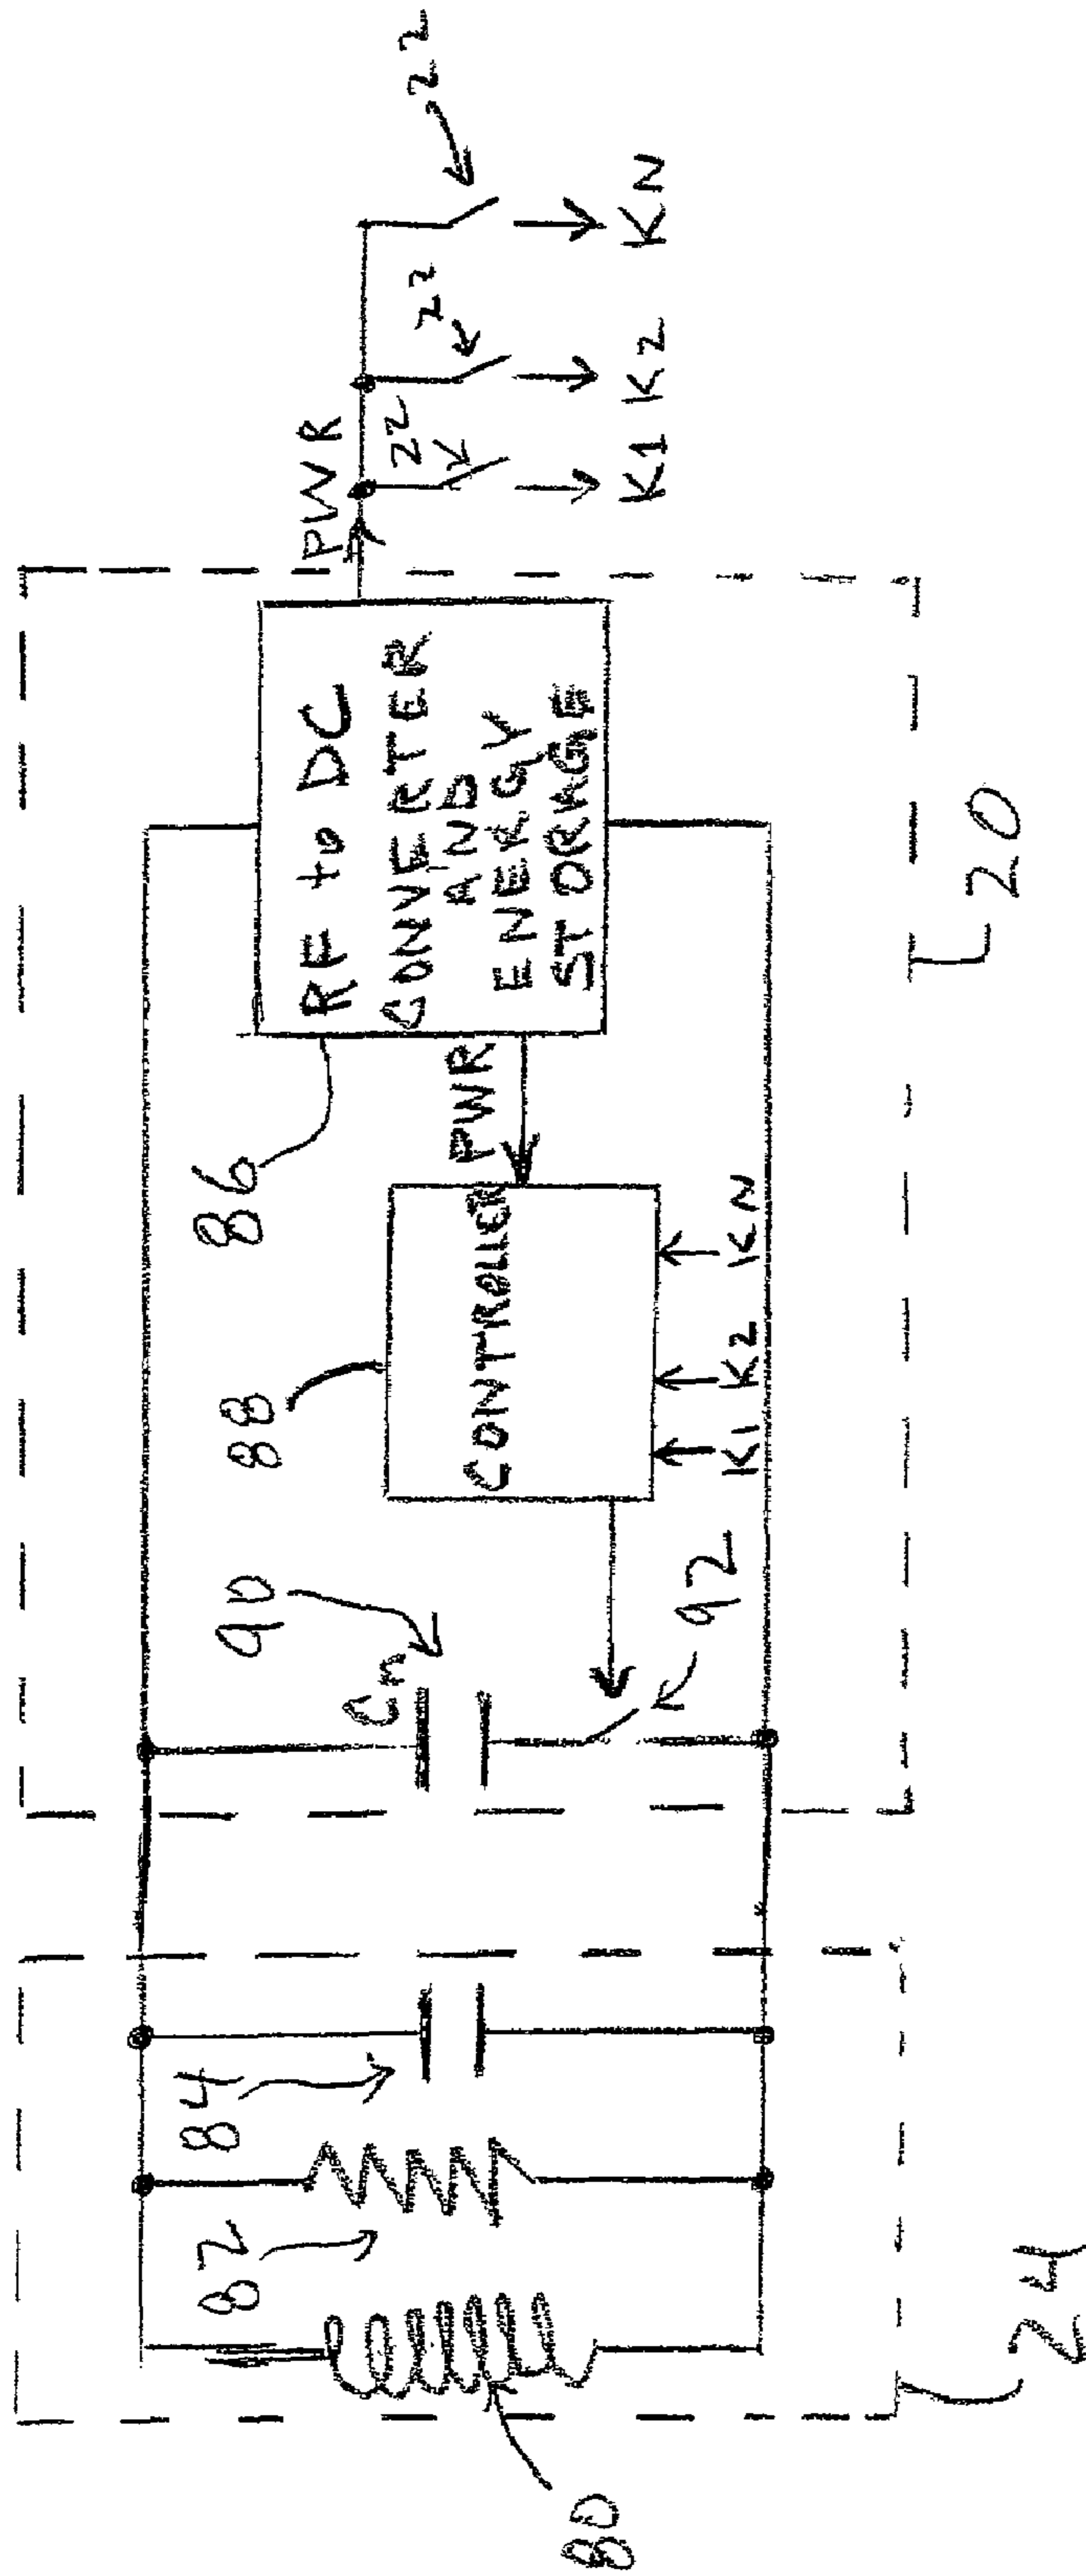 80
82
84
24
Cm
90
92
88
CONTROLLER
K1 K2 KN
PWR
86
RF to DC
CONVERTER
AND
ENERGY
STORAGE
20
PWR
22
22
22
K1 K2 KN